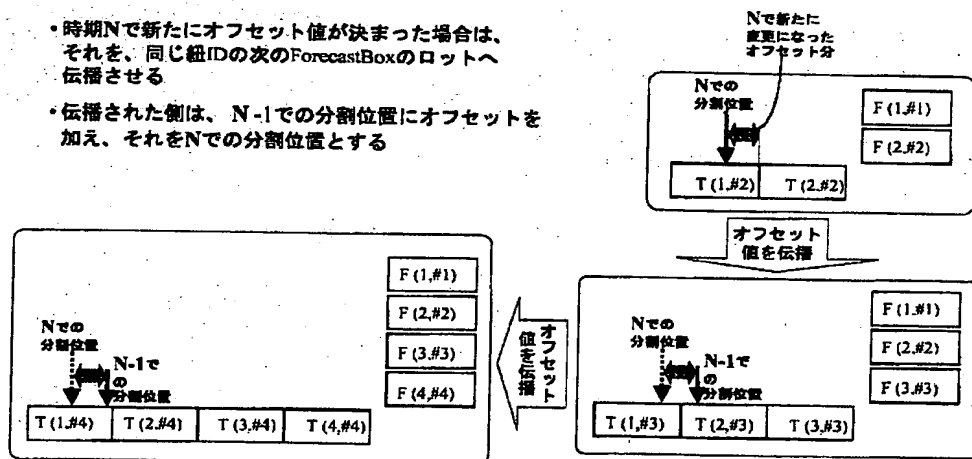 ・時期Nで新たにオフセット値が決まった場合は、
それを、同じ紐IDの次のForecastBoxのロットへ
伝播させる
・伝播された側は、N-1での分割位置にオフセットを
加え、それをNでの分割位置とする
Nで新たに
変更になった
オフセット分
Nでの
分割位置
F (1,#1)
F (2,#2)
T (1,#2)
T (2,#2)
オフセット
値を伝播
F (1,#1)
F (2,#2)
F (3,#3)
Nでの
分割位置
N-1で
の
分割位置
T (1,#3)
T (2,#3)
T (3,#3)
オフセット
値を伝播
F (1,#1)
F (2,#2)
F (3,#3)
F (4,#4)
Nでの
分割位置
N-1で
の
分割位置
T (1,#4)
T (2,#4)
T (3,#4)
T (4,#4)